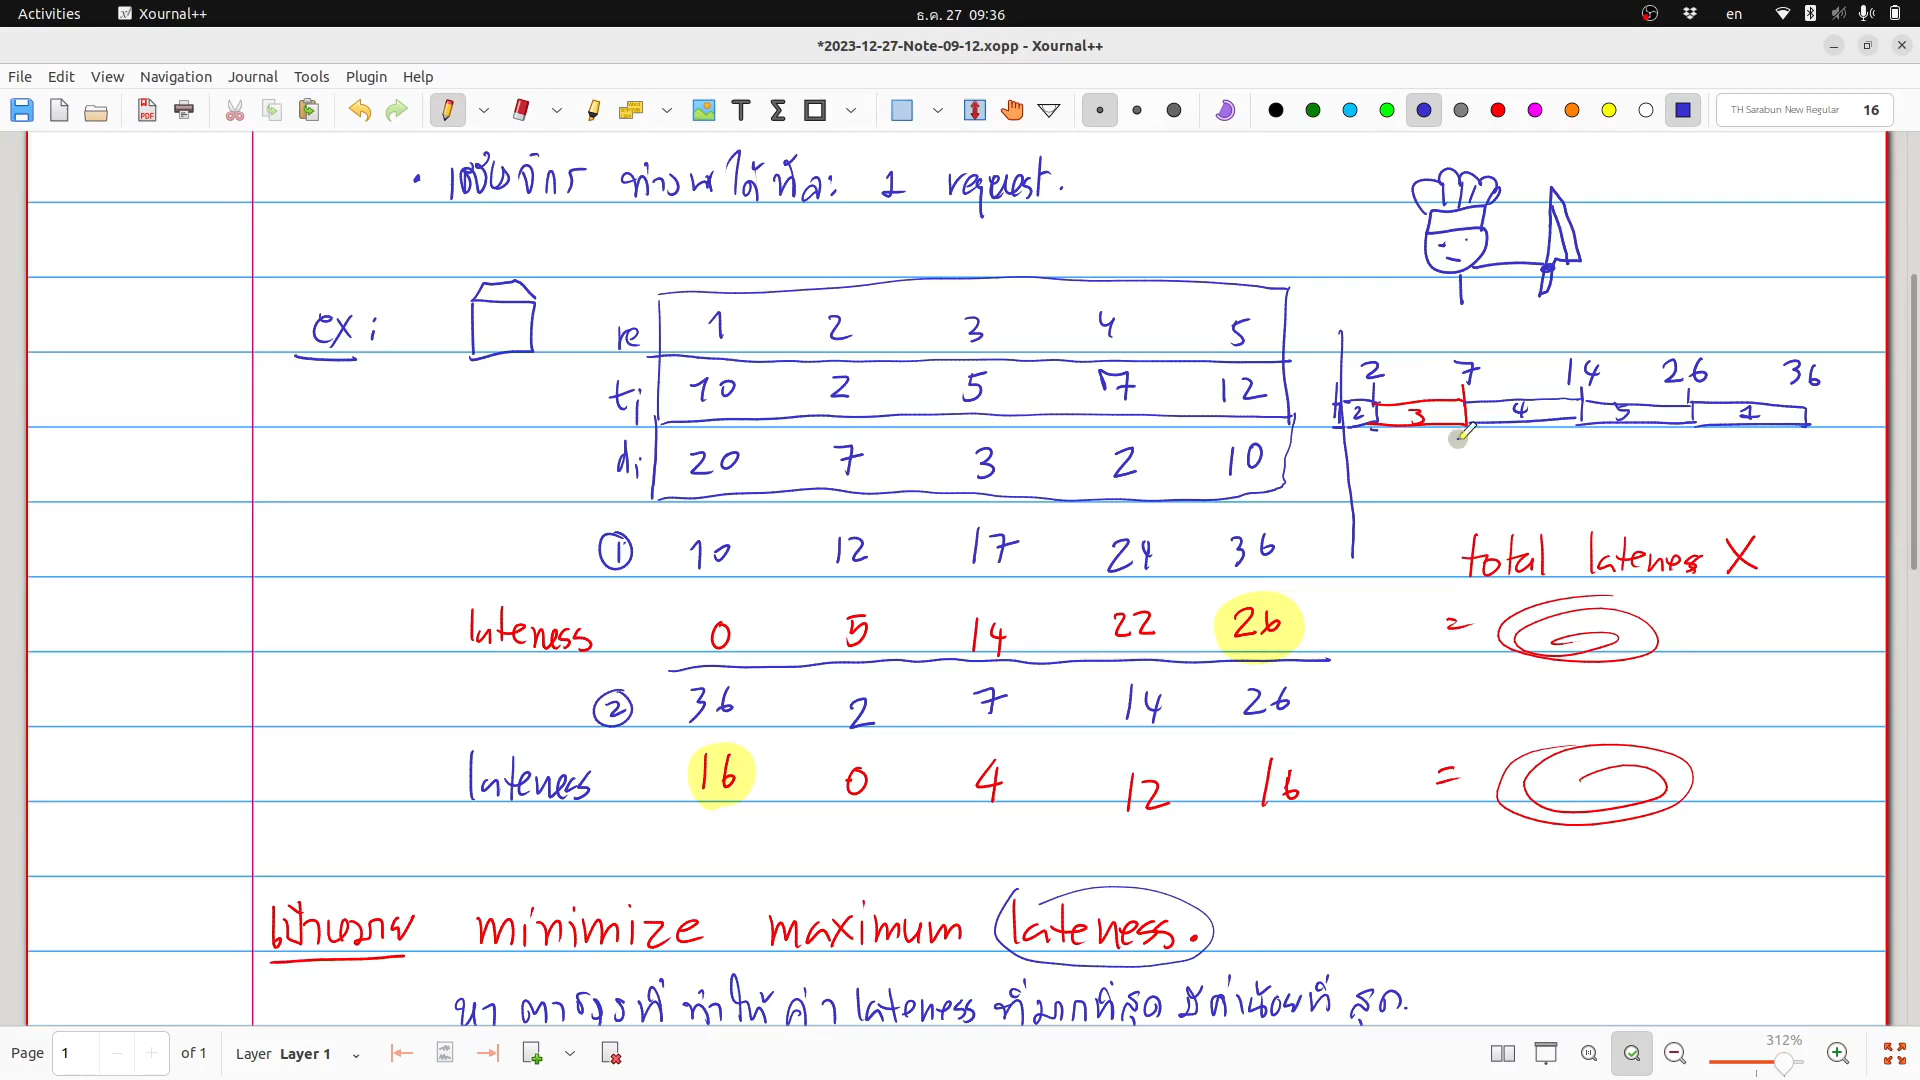 Activities Xournal++ ธ.ค. 27 09:36 en
*2023-12-27-Note-09-12.xopp - Xournal++
File Edit View Navigation Journal Tools Plugin Help
TH Sarabun New Regular 16
• เครื่องจักร ทำงานได้ทีละ 1 request.
ex: re 1 2 3 4 5
2 7 14 26 36
ti 10 2 5 7 12
2 3 4 5 1
di 20 7 3 2 10
① 10 12 17 24 36
total lateness X
lateness 0 5 14 22 26 =
② 36 2 7 14 26
lateness 16 0 4 12 16 =
เป้าหมาย minimize maximum lateness.
หา ตารางที่ ทำให้ ค่า lateness ที่มากที่สุด มีค่าน้อยที่สุด.
Page 1 of 1 Layer Layer 1 312%